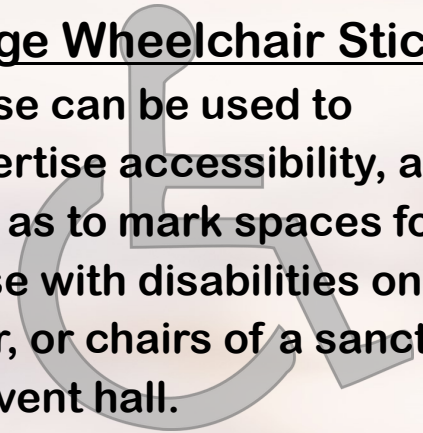 ge Wheelchair Stic
se can be used to
ertise accessibility, a
as to mark spaces fo
se with disabilities on
r, or chairs of a sanct
vent hall.